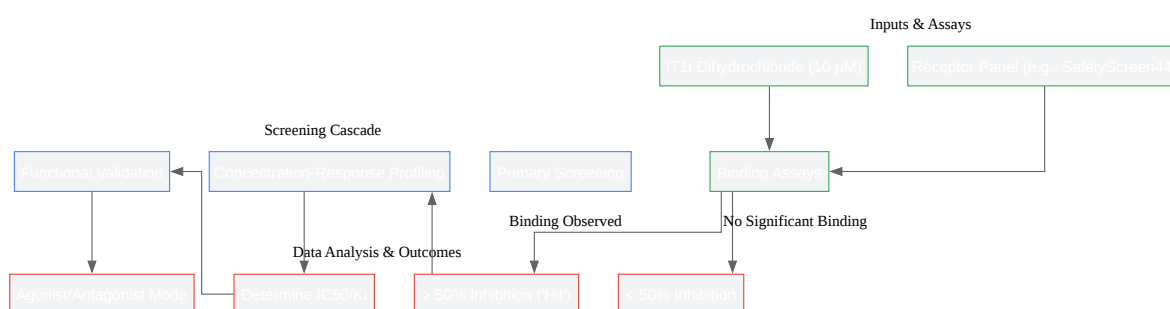 Inputs & Assays
IT1t Dihydrochloride (10 µM)
Receptor Panel (e.g., SafetyScreen44
Screening Cascade
Functional Validation
Concentration-Response Profiling
Primary Screening
Binding Assays
Binding Observed
No Significant Binding
Data Analysis & Outcomes
Agonist/Antagonist Mode
Determine IC50/Ki
> 50% Inhibition ('Hit')
< 50% Inhibition